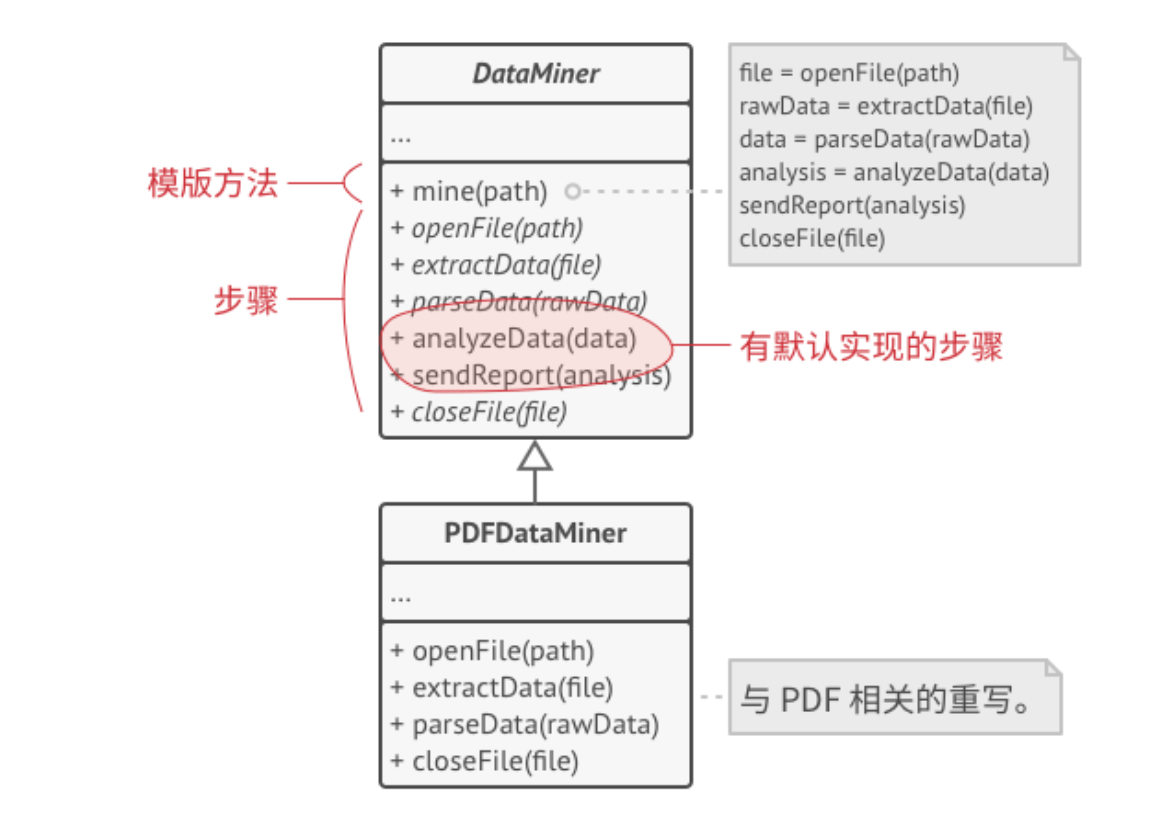 DataMiner
...
模版方法
+ mine(path)
步骤
+ openFile(path)
+ extractData(file)
+ parseData(rawData)
+ analyzeData(data)
+ sendReport(analysis)
+ closeFile(file)
file = openFile(path)
rawData = extractData(file)
data = parseData(rawData)
analysis = analyzeData(data)
sendReport(analysis)
closeFile(file)
有默认实现的步骤
PDFDataMiner
...
+ openFile(path)
+ extractData(file)
+ parseData(rawData)
+ closeFile(file)
与 PDF 相关的重写。